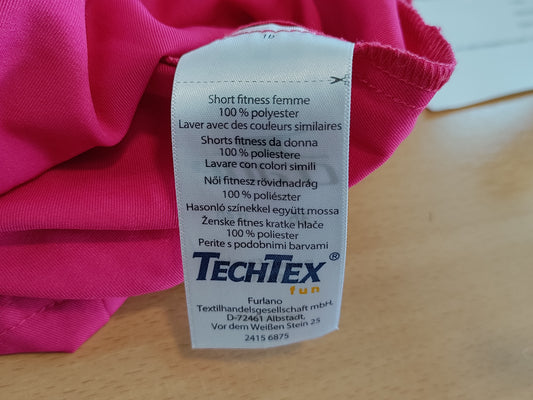 Short fitness femme
100 % polyester
Laver avec des couleurs similaires
Shorts fitness da donna
100 % poliestere
Lavare con colori simili
Női fitnesz rövidnadrág
100 % poliészter
Hasonló színekkel együtt mossa
Ženske fitnes kratke hlače
100 % poliester
Perite s podobnimi barvami
TECHTEX®
fun
Furlano
Textilhandelsgesellschaft mbH,
D-72461 Albstadt,
Vor dem Weißen Stein 25
2415 6875